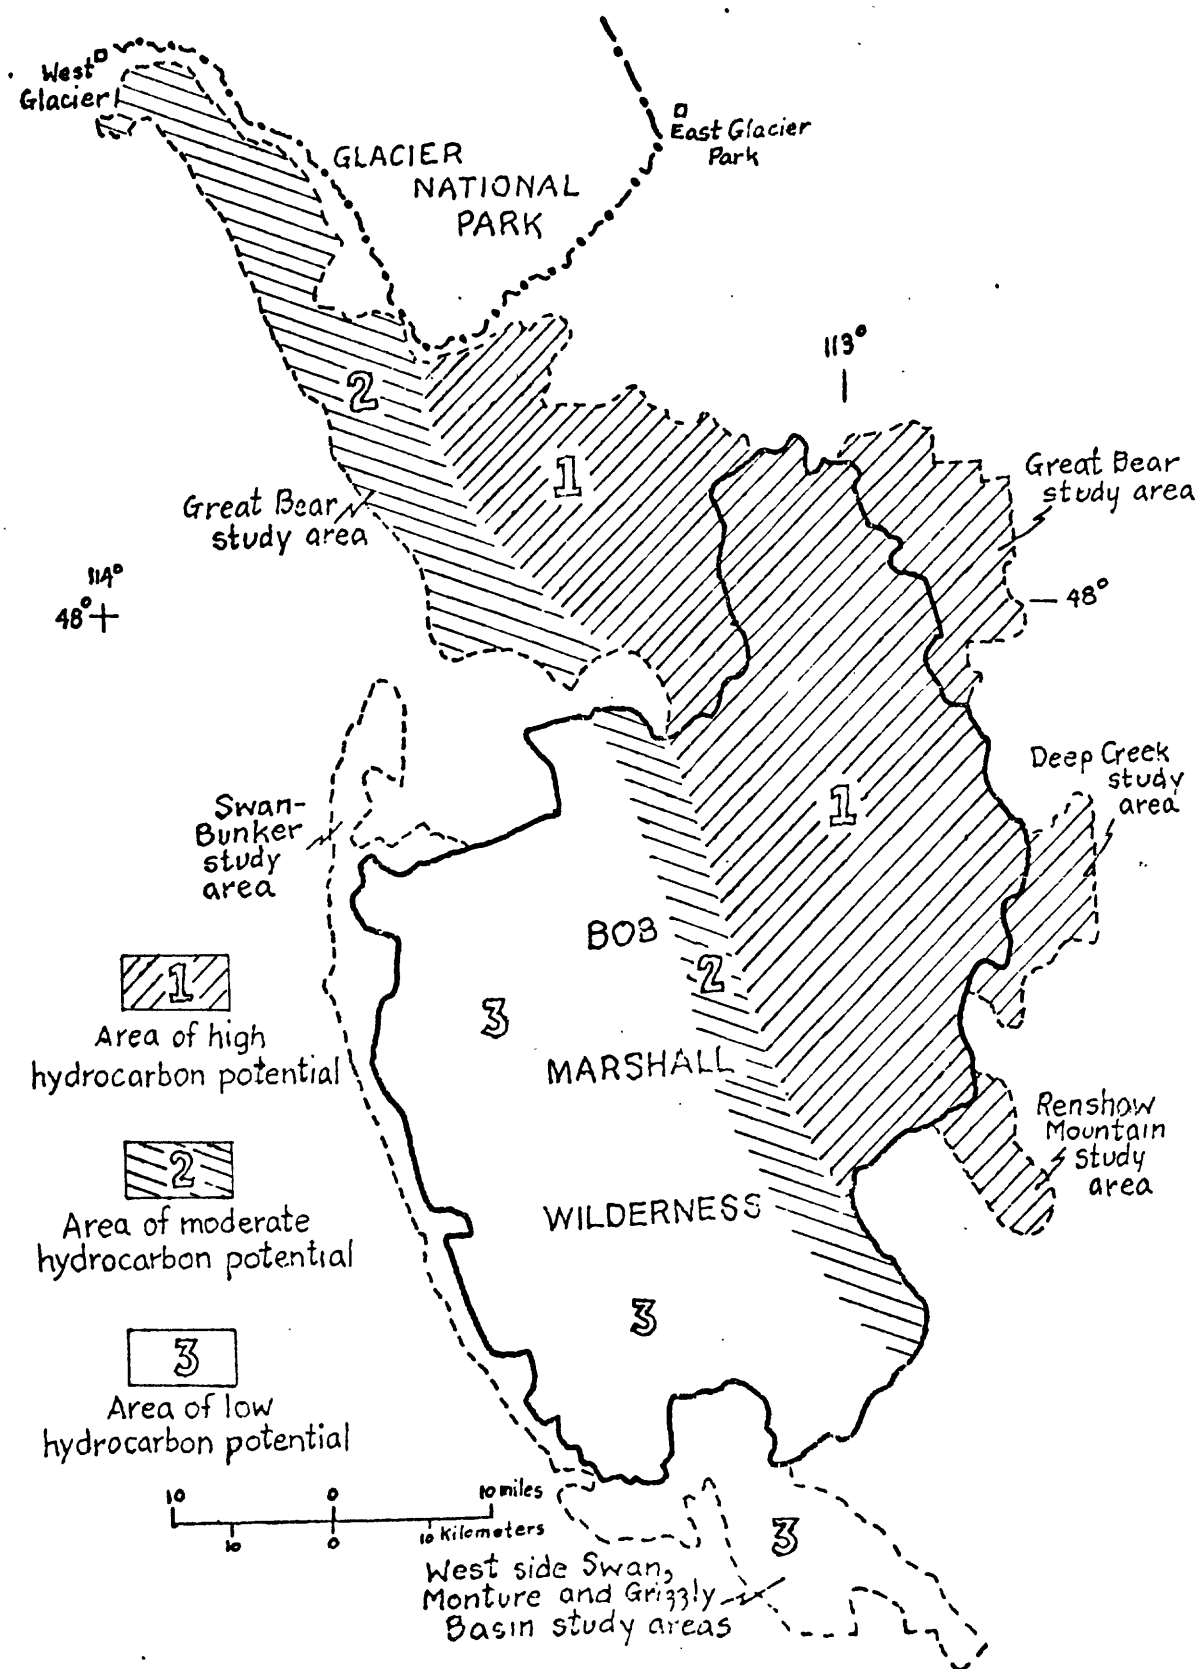 West
Glacier
East Glacier
Park
GLACIER
NATIONAL
PARK
113°
2
1
Great Bear
study area
Great Bear
study area
114°
48°
48°
Deep Creek
study
area
Swan-
Bunker
study
area
1
BOB
2
3
MARSHALL
1
Area of high
hydrocarbon potential
Renshaw
Mountain
study
area
2
Area of moderate
hydrocarbon potential
WILDERNESS
3
3
Area of low
hydrocarbon potential
10 0 10 miles
10 0 10 Kilometers
3
West side Swan,
Monture and Grizzly
Basin study areas